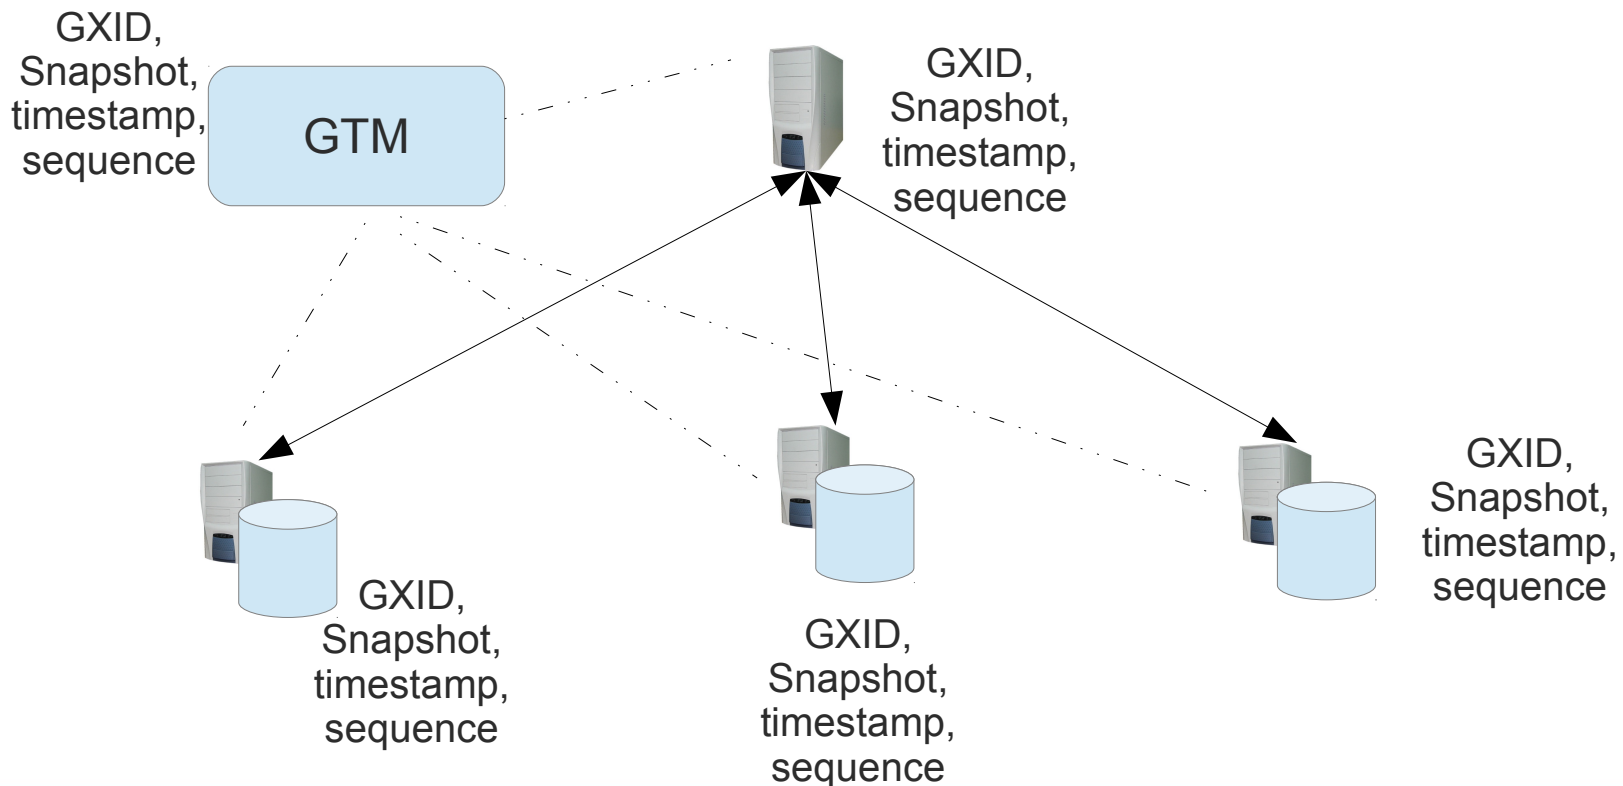 GXID,
Snapshot,
timestamp,
sequence
GTM
GXID,
Snapshot,
timestamp,
sequence
GXID,
Snapshot,
timestamp,
sequence
GXID,
Snapshot,
timestamp,
sequence
GXID,
Snapshot,
timestamp,
sequence